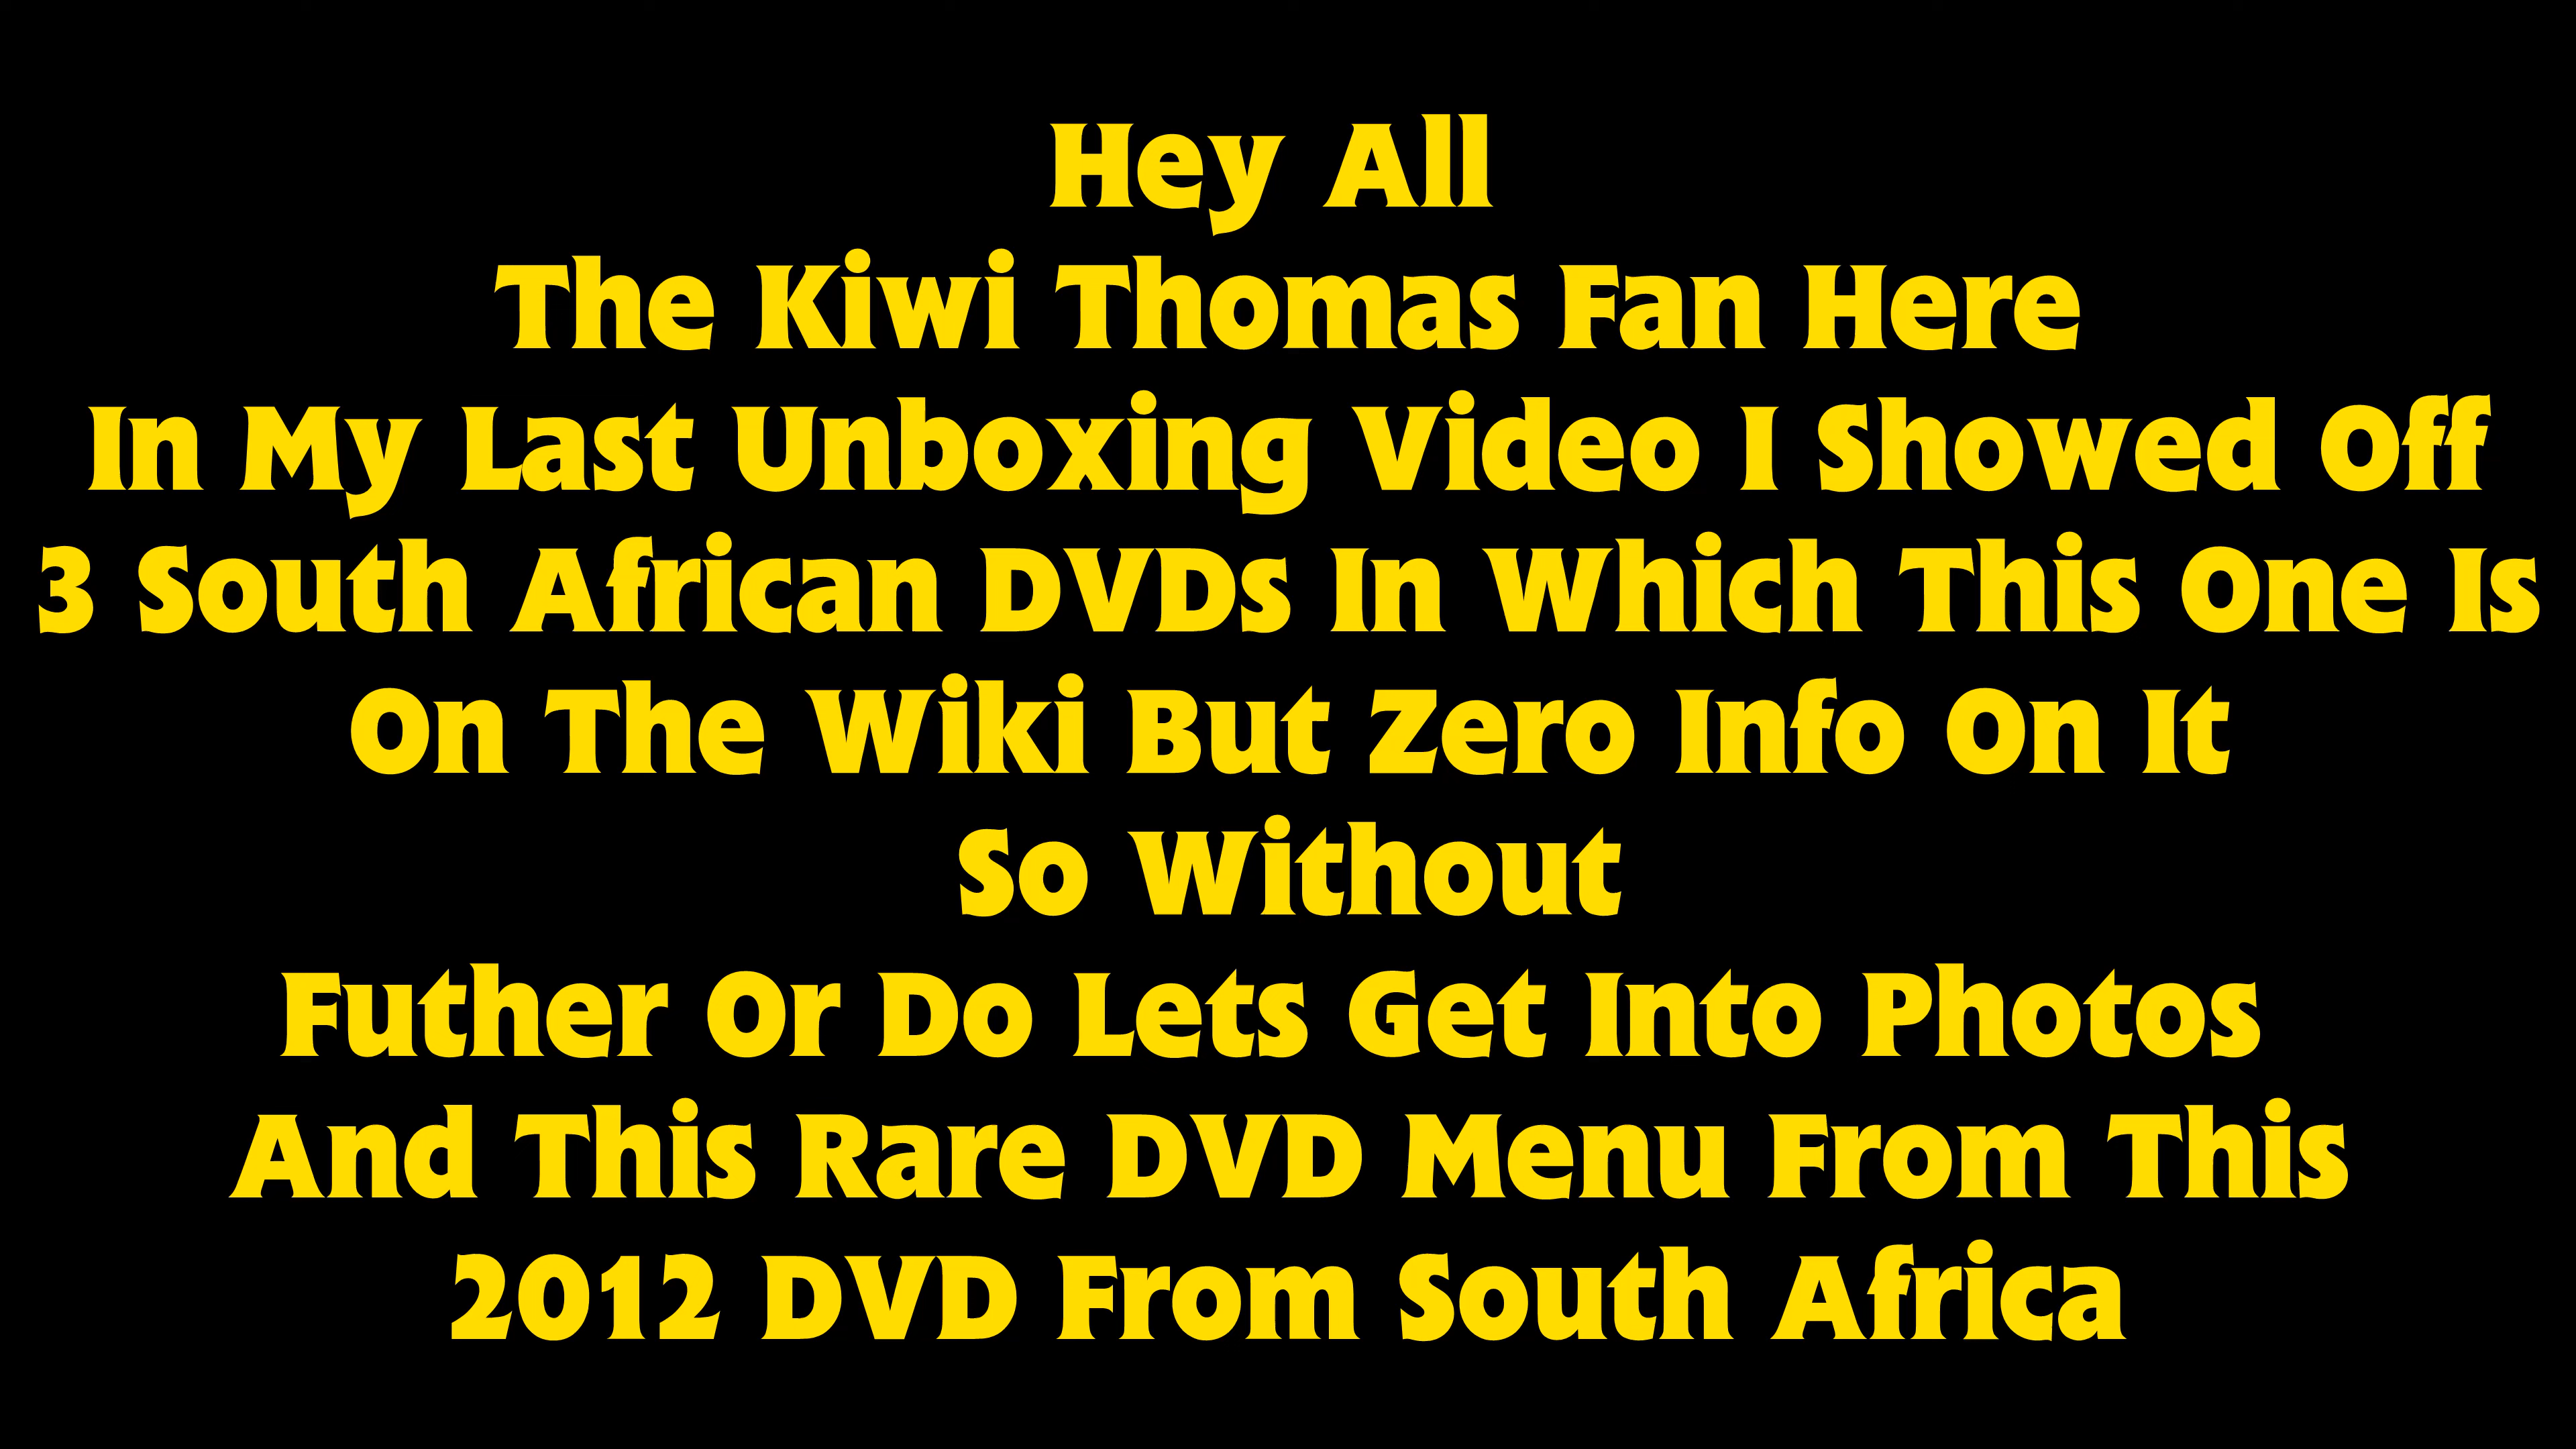 Hey All
The Kiwi Thomas Fan Here
In My Last Unboxing Video I Showed Off
3 South African DVDs In Which This One Is
On The Wiki But Zero Info On It
So Without
Futher Or Do Lets Get Into Photos
And This Rare DVD Menu From This
2012 DVD From South Africa